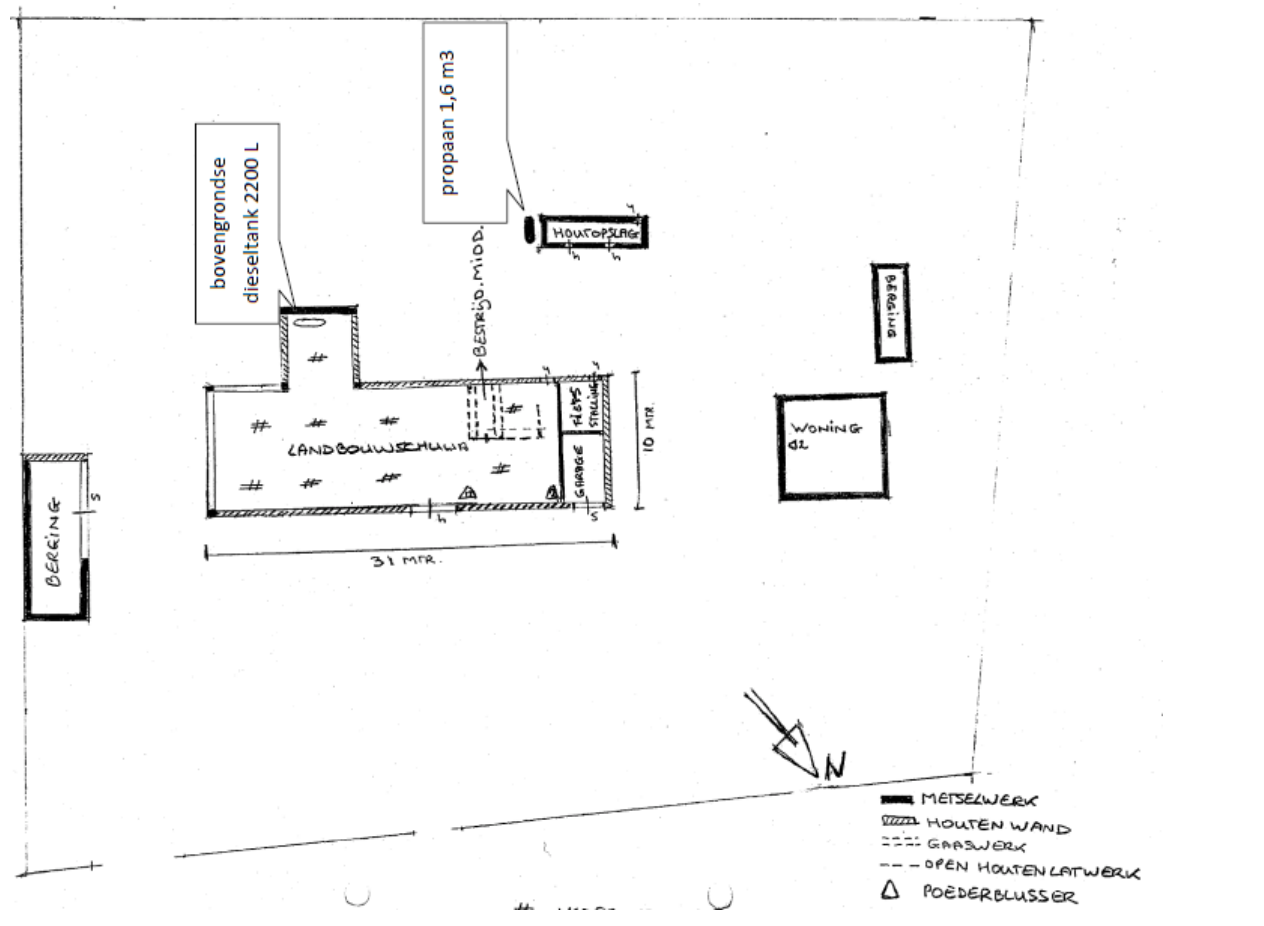 propaan 1,6 m3
bovengrondse
dieseltank 2200 L
HOUTOPSLAG
h
h
h
BESTRIJD.MIDD.
BERGING
FIETS
STALLING
s
s
10 MTR.
WONING
LANDBOUWSCHUUR
GARAGE
s
h
31 MTR.
BERGING
s
N
METSELWERK
HOUTEN WAND
GAASWERK
OPEN HOUTEN LATWERK
POEDERBLUSSER